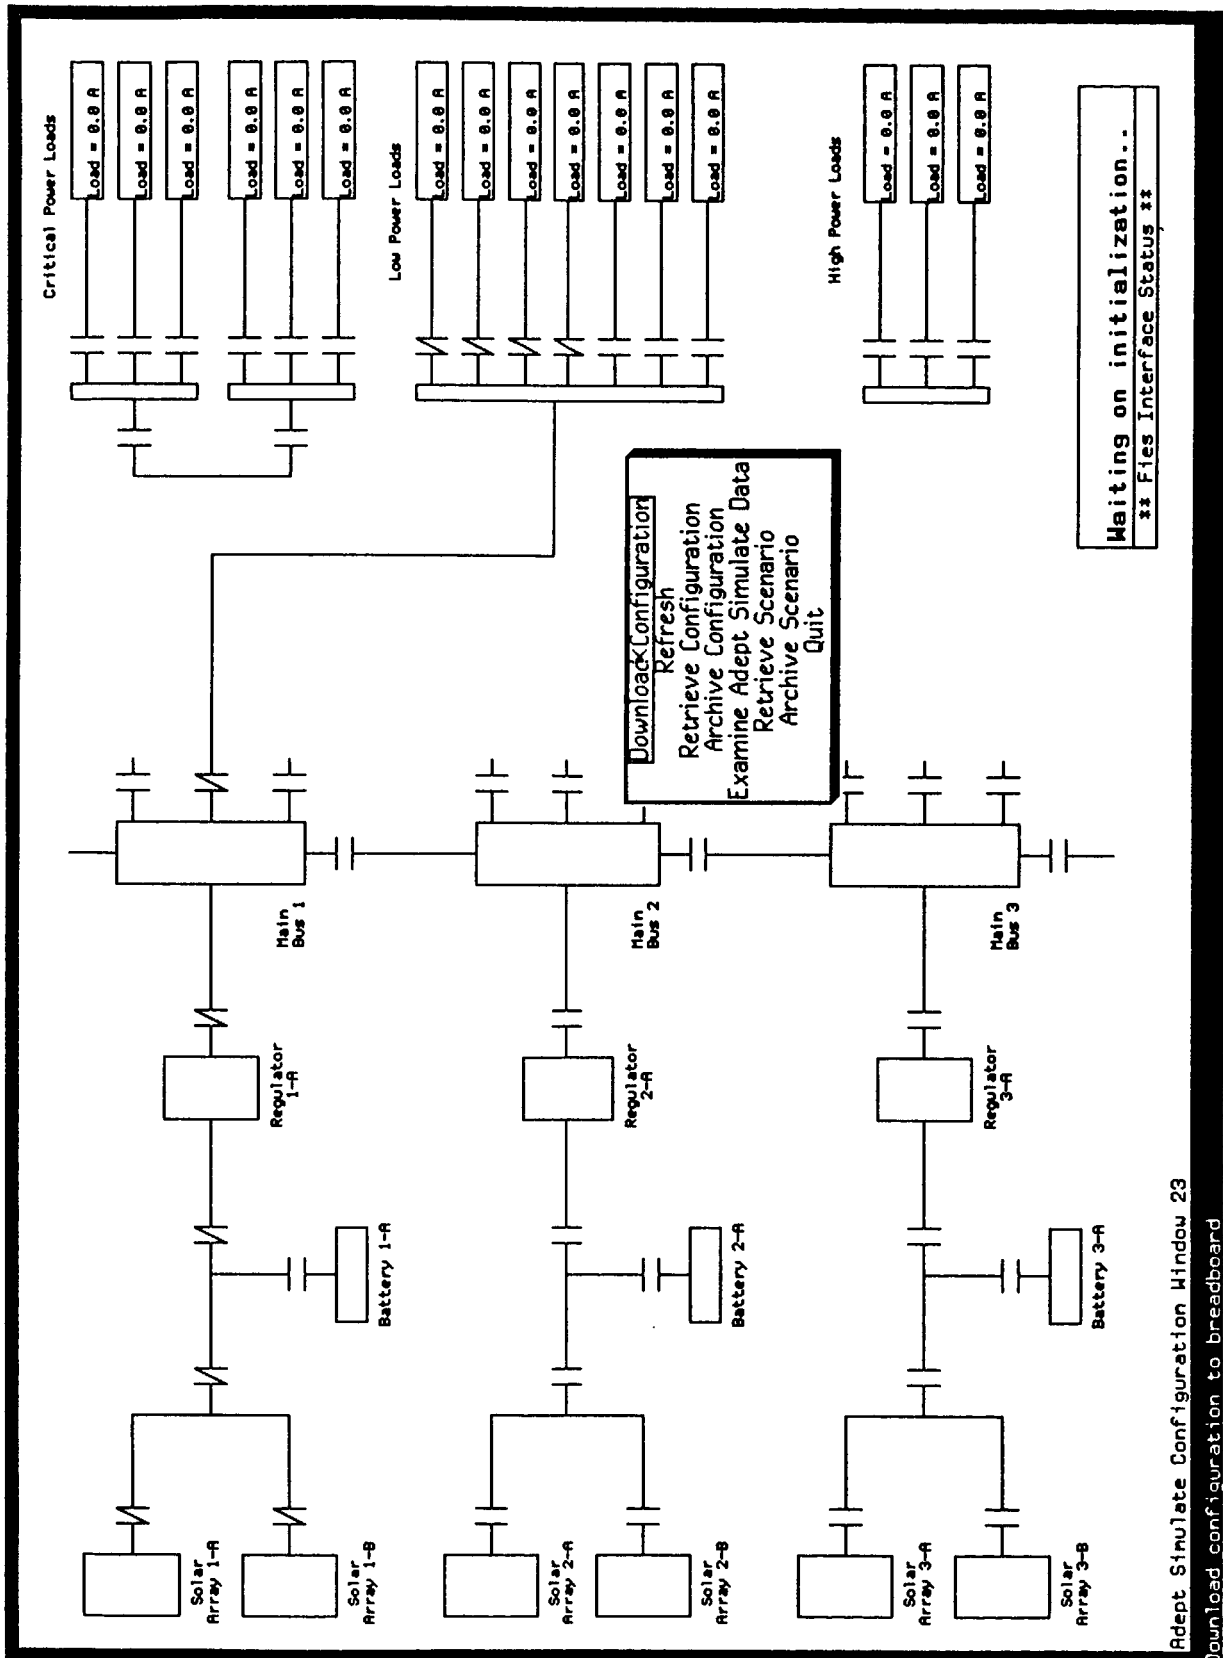 Critical Power Loads
Load = 0.0 A
Load = 0.0 A
Load = 0.0 A
Load = 0.0 A
Load = 0.0 A
Load = 0.0 A
Low Power Loads
Load = 0.0 A
Load = 0.0 A
Load = 0.0 A
Load = 0.0 A
Load = 0.0 A
Load = 0.0 A
Load = 0.0 A
High Power Loads
Load = 0.0 A
Load = 0.0 A
Load = 0.0 A
Solar
Array 1-A
Solar
Array 1-B
Battery 1-A
Regulator
1-A
Main
Bus 1
Solar
Array 2-A
Solar
Array 2-B
Battery 2-A
Regulator
2-A
Main
Bus 2
Solar
Array 3-A
Solar
Array 3-B
Battery 3-A
Regulator
3-A
Main
Bus 3
Download Configuration
Refresh
Retrieve Configuration
Archive Configuration
Examine Adept Simulate Data
Retrieve Scenario
Archive Scenario
Quit
Waiting on initialization..
** Fies Interface Status **
Adept Simulate Configuration Window 23
Download configuration to breadboard